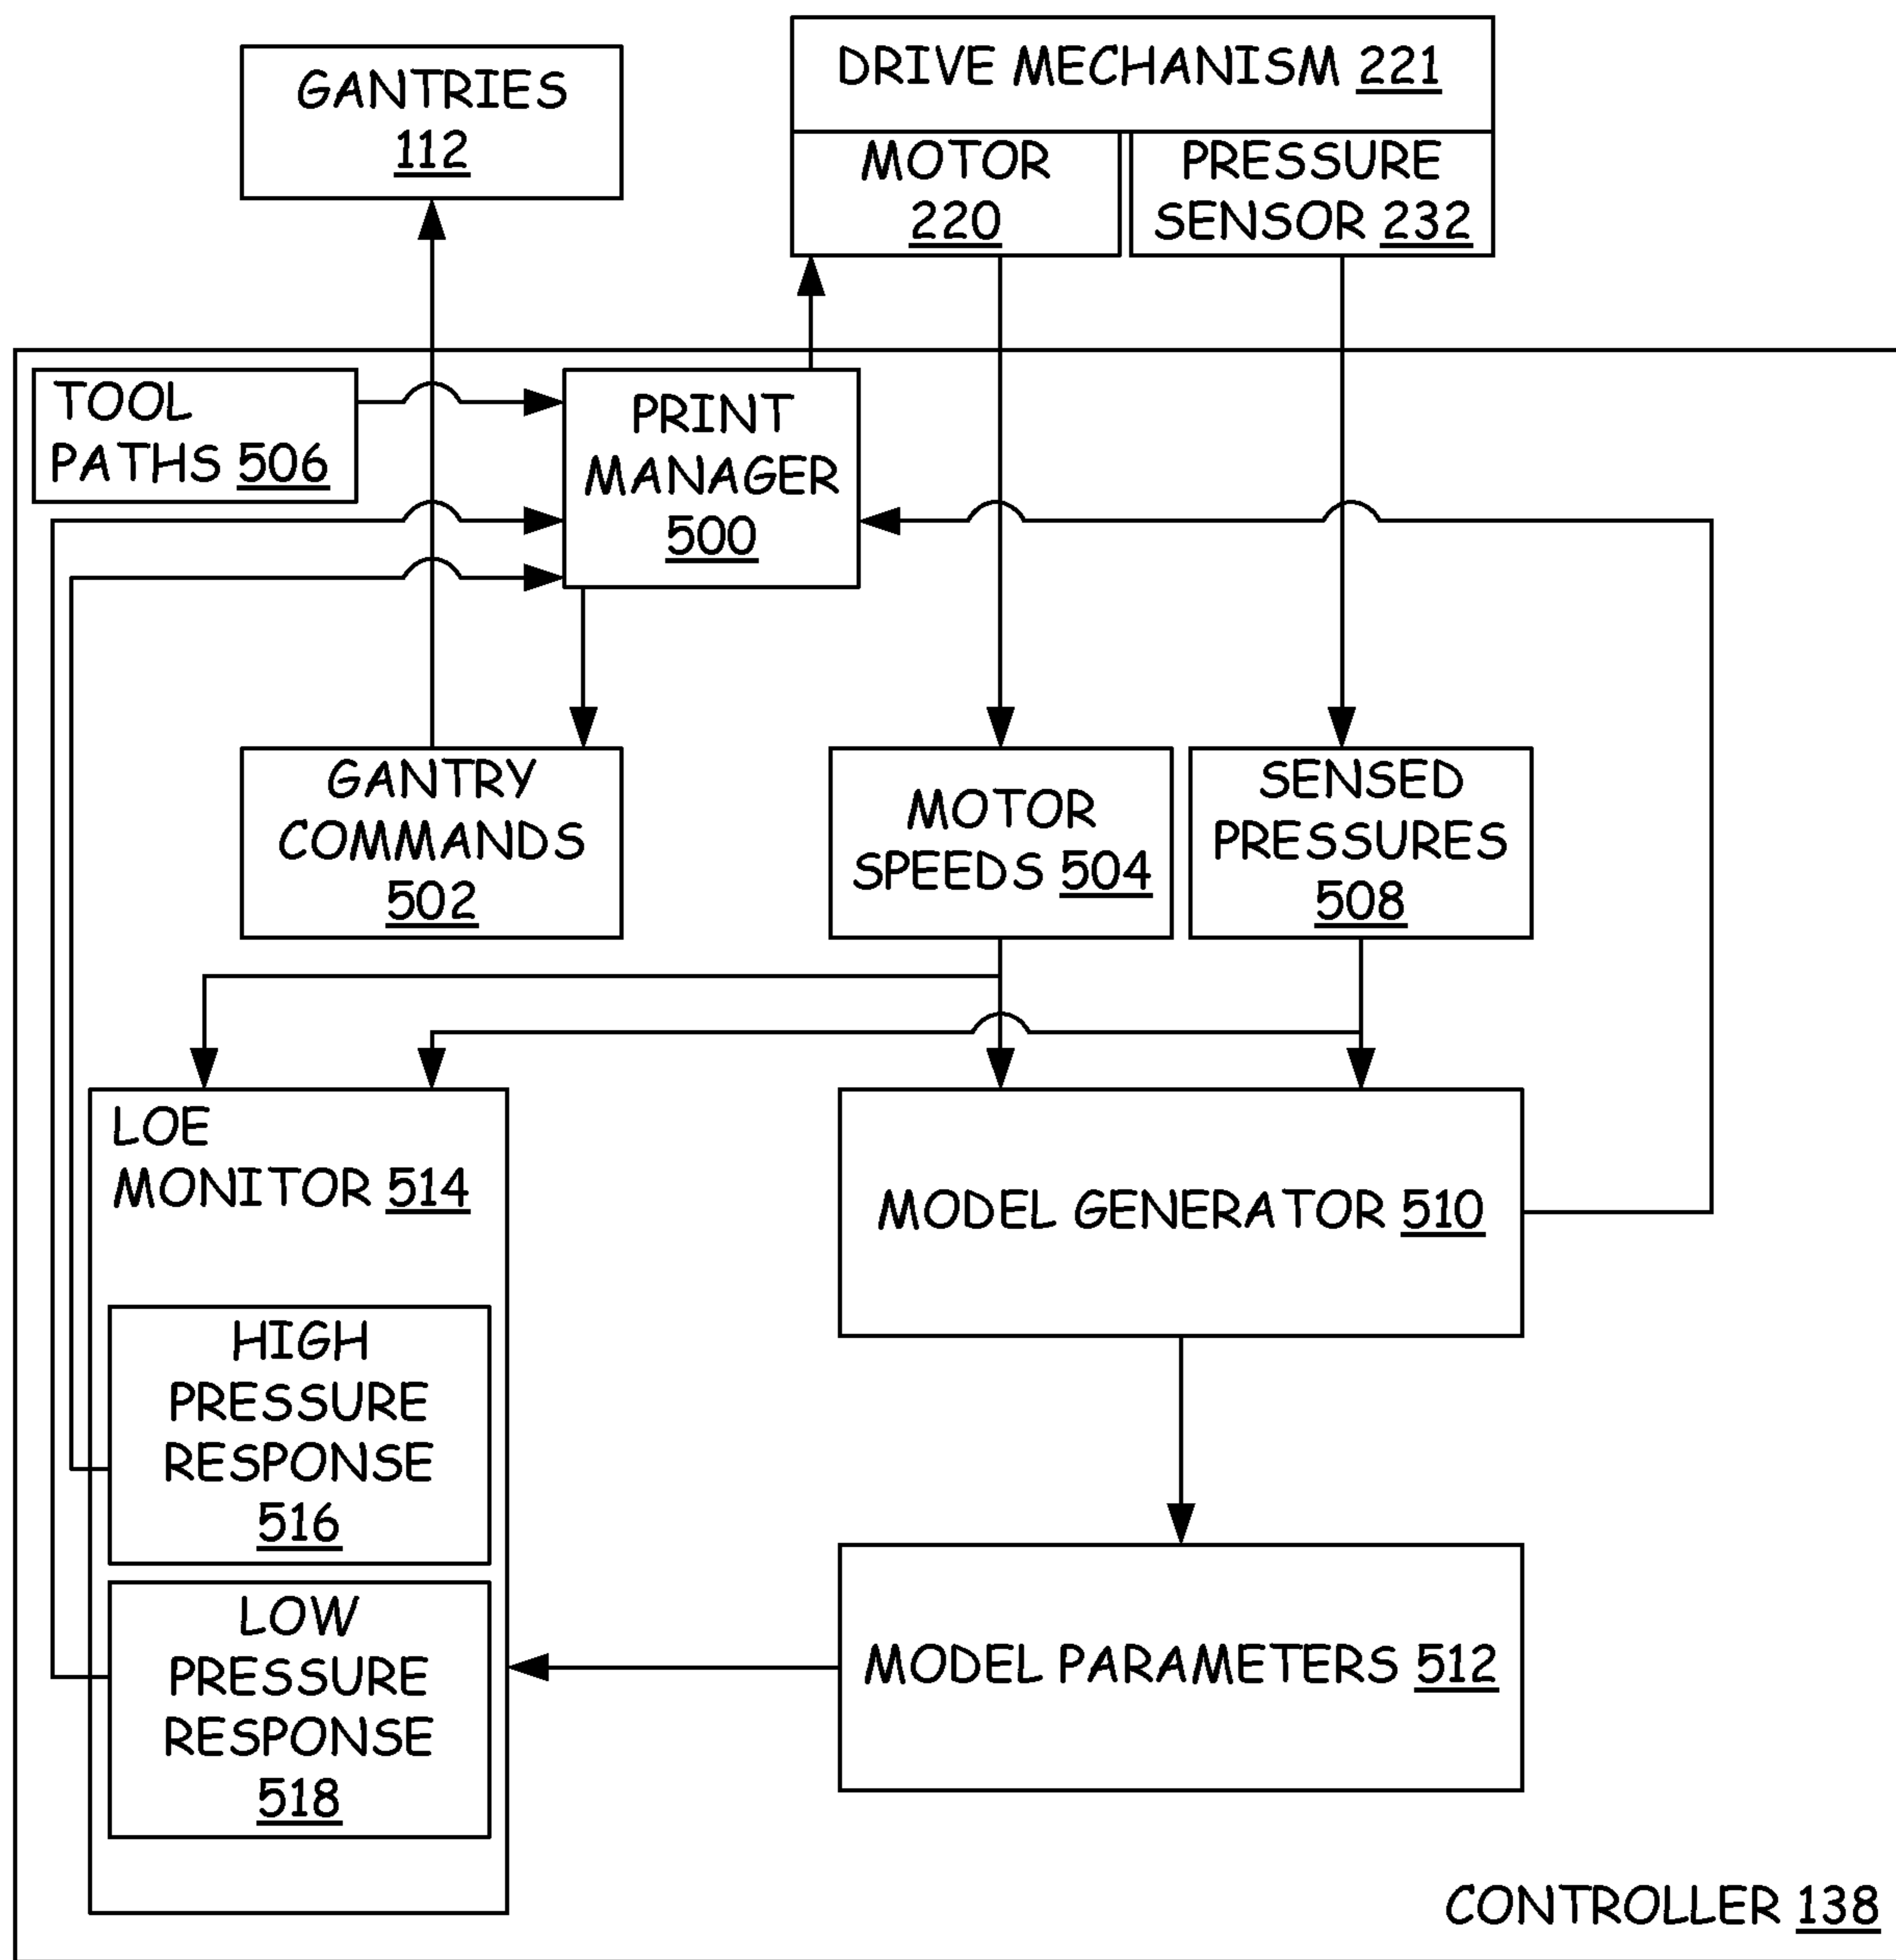 GANTRIES
112
DRIVE MECHANISM 221
MOTOR
220
PRESSURE
SENSOR 232
TOOL
PATHS 506
PRINT
MANAGER
500
GANTRY
COMMANDS
502
MOTOR
SPEEDS 504
SENSED
PRESSURES
508
LOE
MONITOR 514
MODEL GENERATOR 510
HIGH
PRESSURE
RESPONSE
516
LOW
PRESSURE
RESPONSE
518
MODEL PARAMETERS 512
CONTROLLER 138